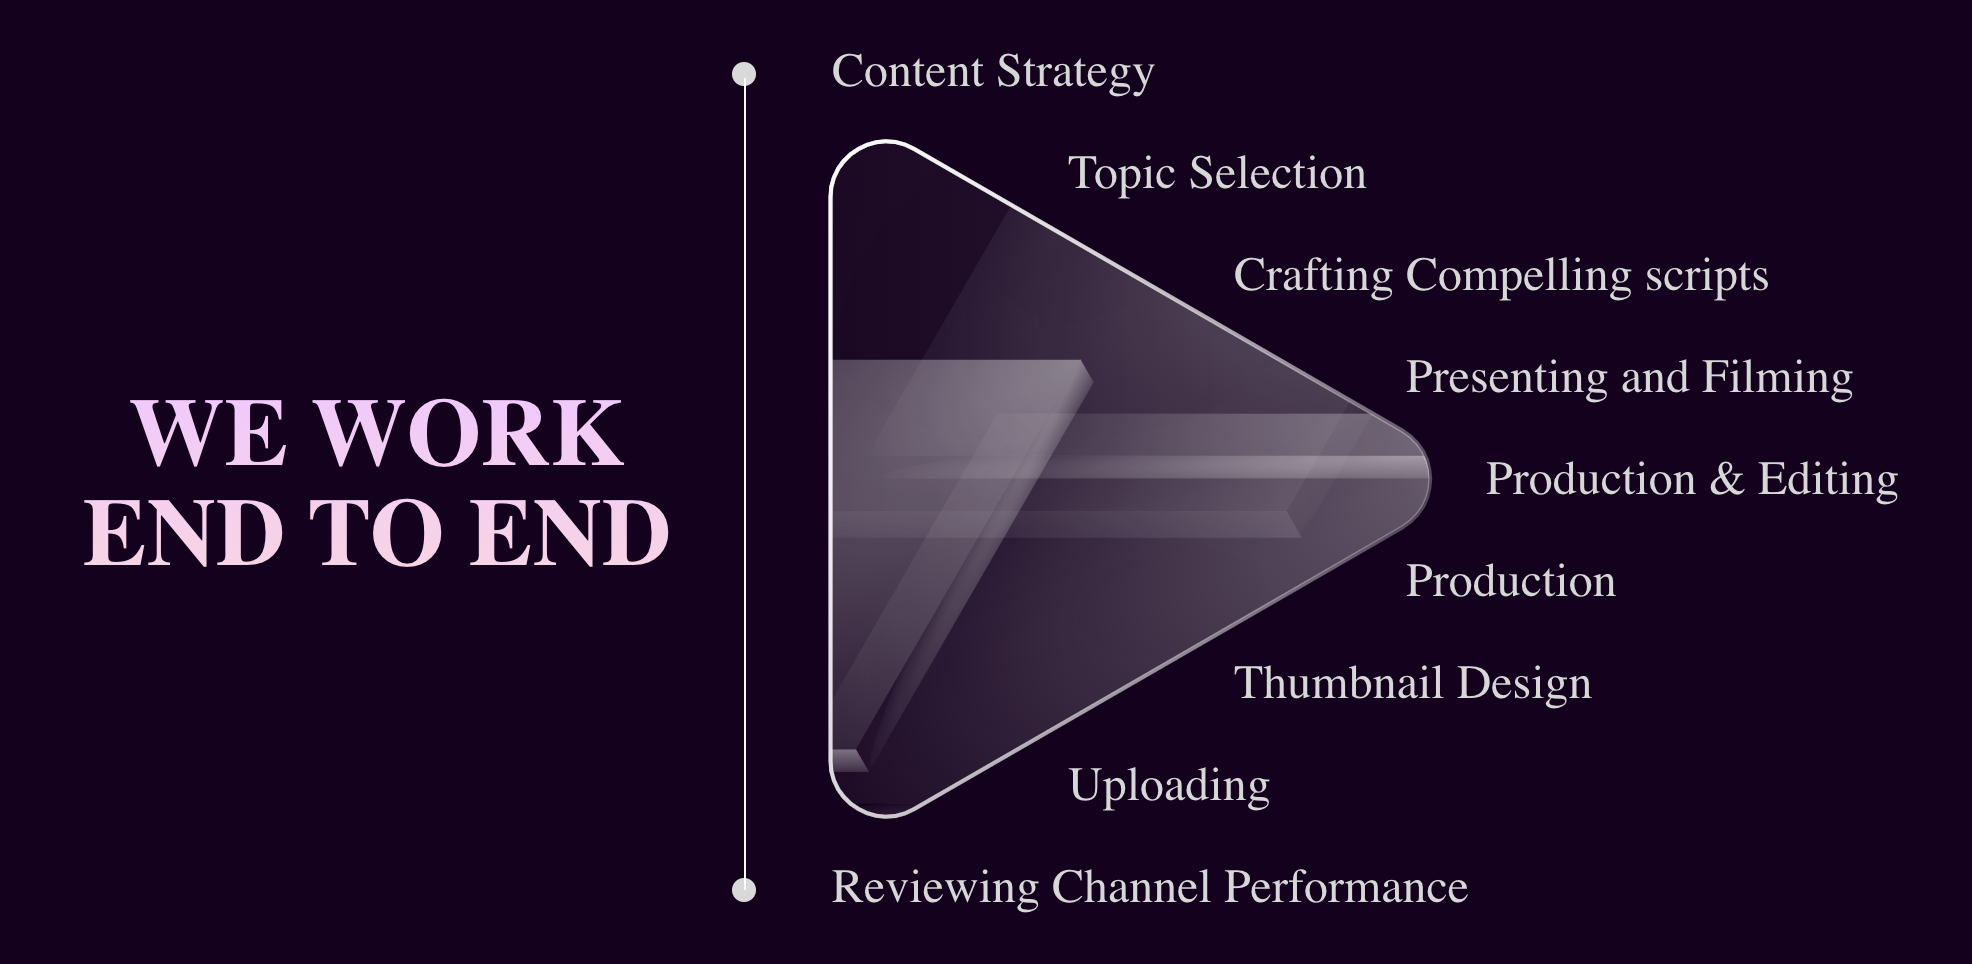 WE WORK
END TO END
Content Strategy
Topic Selection
Crafting Compelling scripts
Presenting and Filming
Production & Editing
Production
Thumbnail Design
Uploading
Reviewing Channel Performance